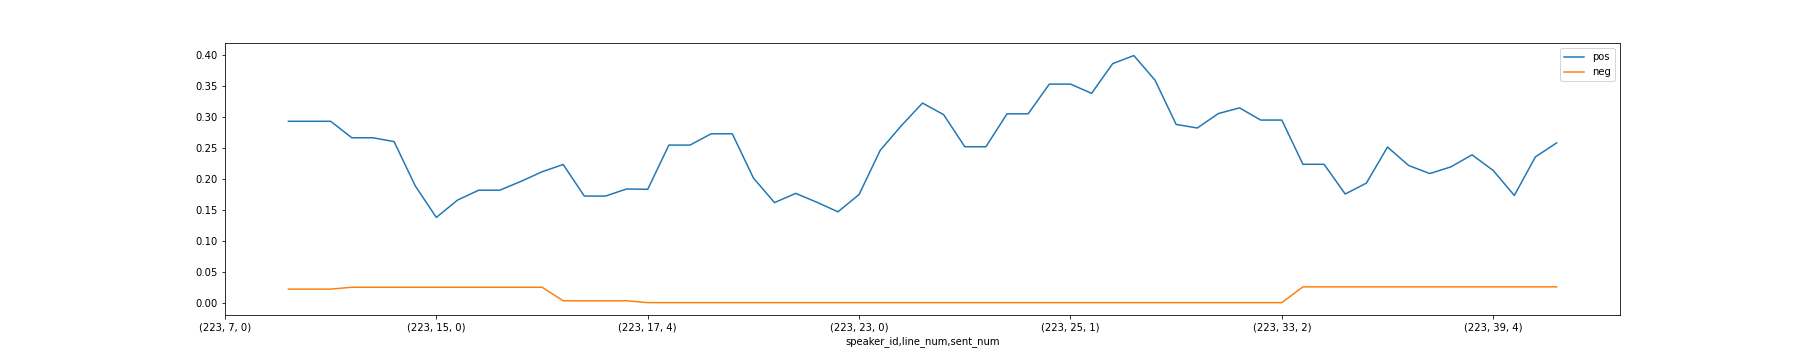 0.40
0.35
0.30
0.25
0.20
0.15
0.10
0.05
0.00
pos
neg
(223, 7, 0) (223, 15, 0) (223, 17, 4) (223, 23, 0) (223, 25, 1) (223, 33, 2) (223, 39, 4)
speaker_id,line_num,sent_num